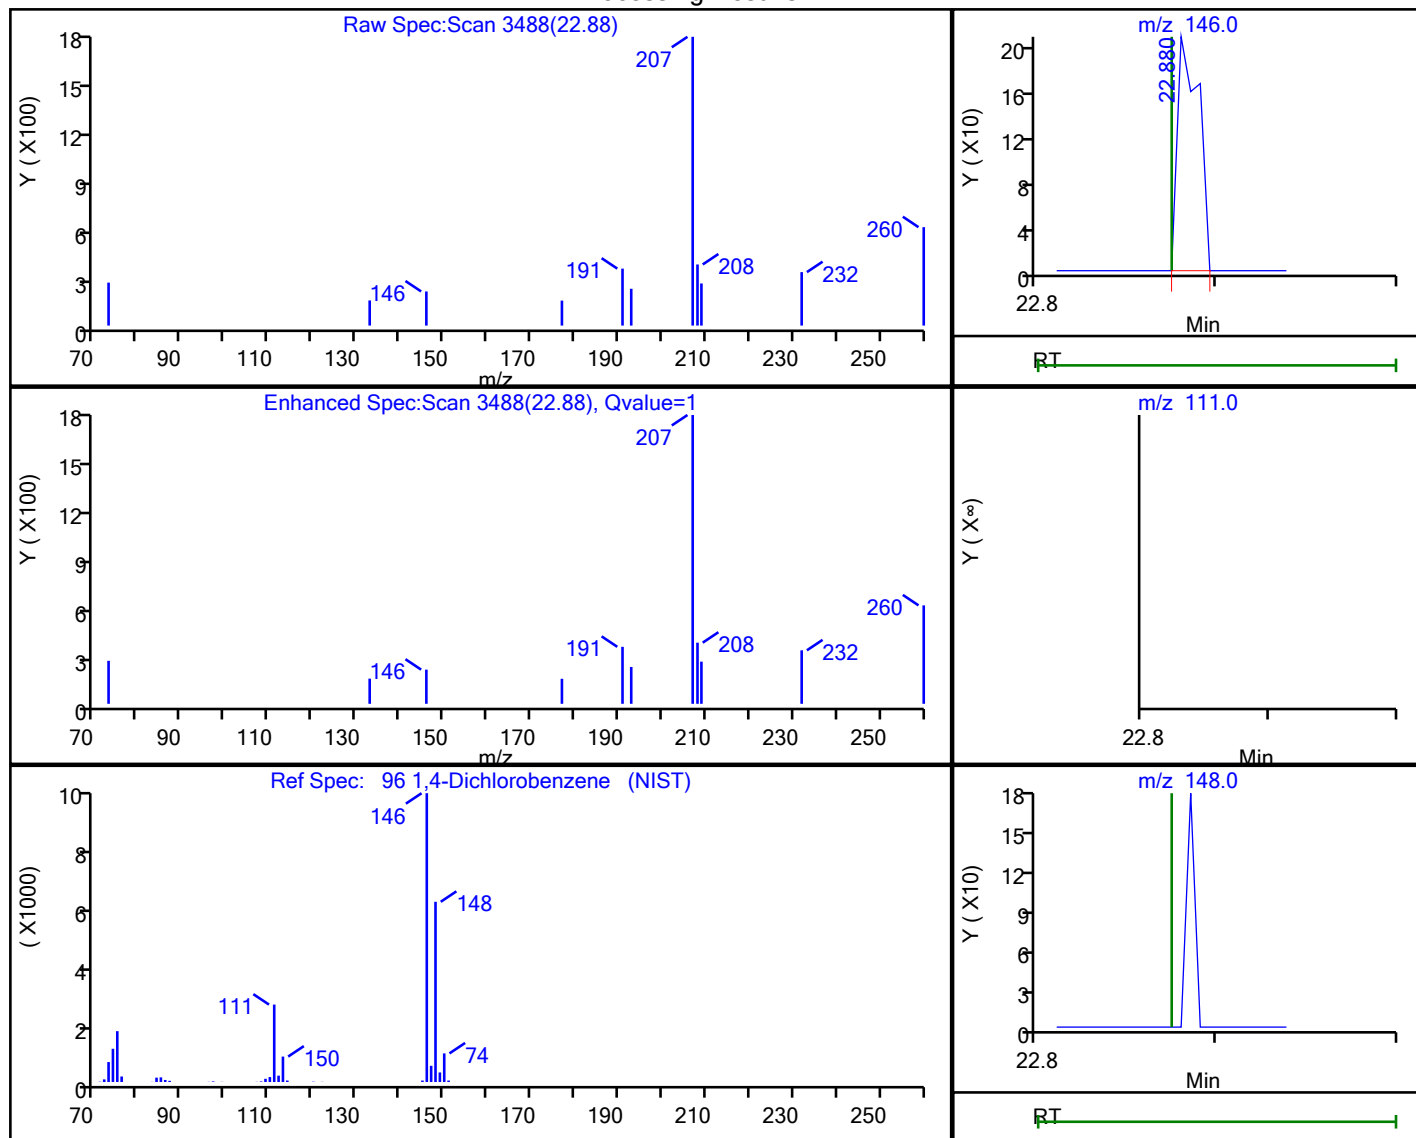 Raw Spec:Scan 3488(22.88)
Y ( X100)
18
15
12
9
6
3
0
207
260
191
208
232
146
70 90 110 130 150 170 190 210 230 250
m/z
m/z 146.0
22.880
Y ( X10)
20
16
12
8
4
0
22.8
Min
RT
Enhanced Spec:Scan 3488(22.88), Qvalue=1
Y ( X100)
18
15
12
9
6
3
0
207
260
191
208
232
146
70 90 110 130 150 170 190 210 230 250
m/z
m/z 111.0
Y ( X∞)
22.8
Min
Ref Spec: 96 1,4-Dichlorobenzene (NIST)
( X1000)
10
8
6
4
2
0
146
148
111
150
74
70 90 110 130 150 170 190 210 230 250
m/z 148.0
Y ( X10)
18
15
12
9
6
3
0
22.8
Min
RT